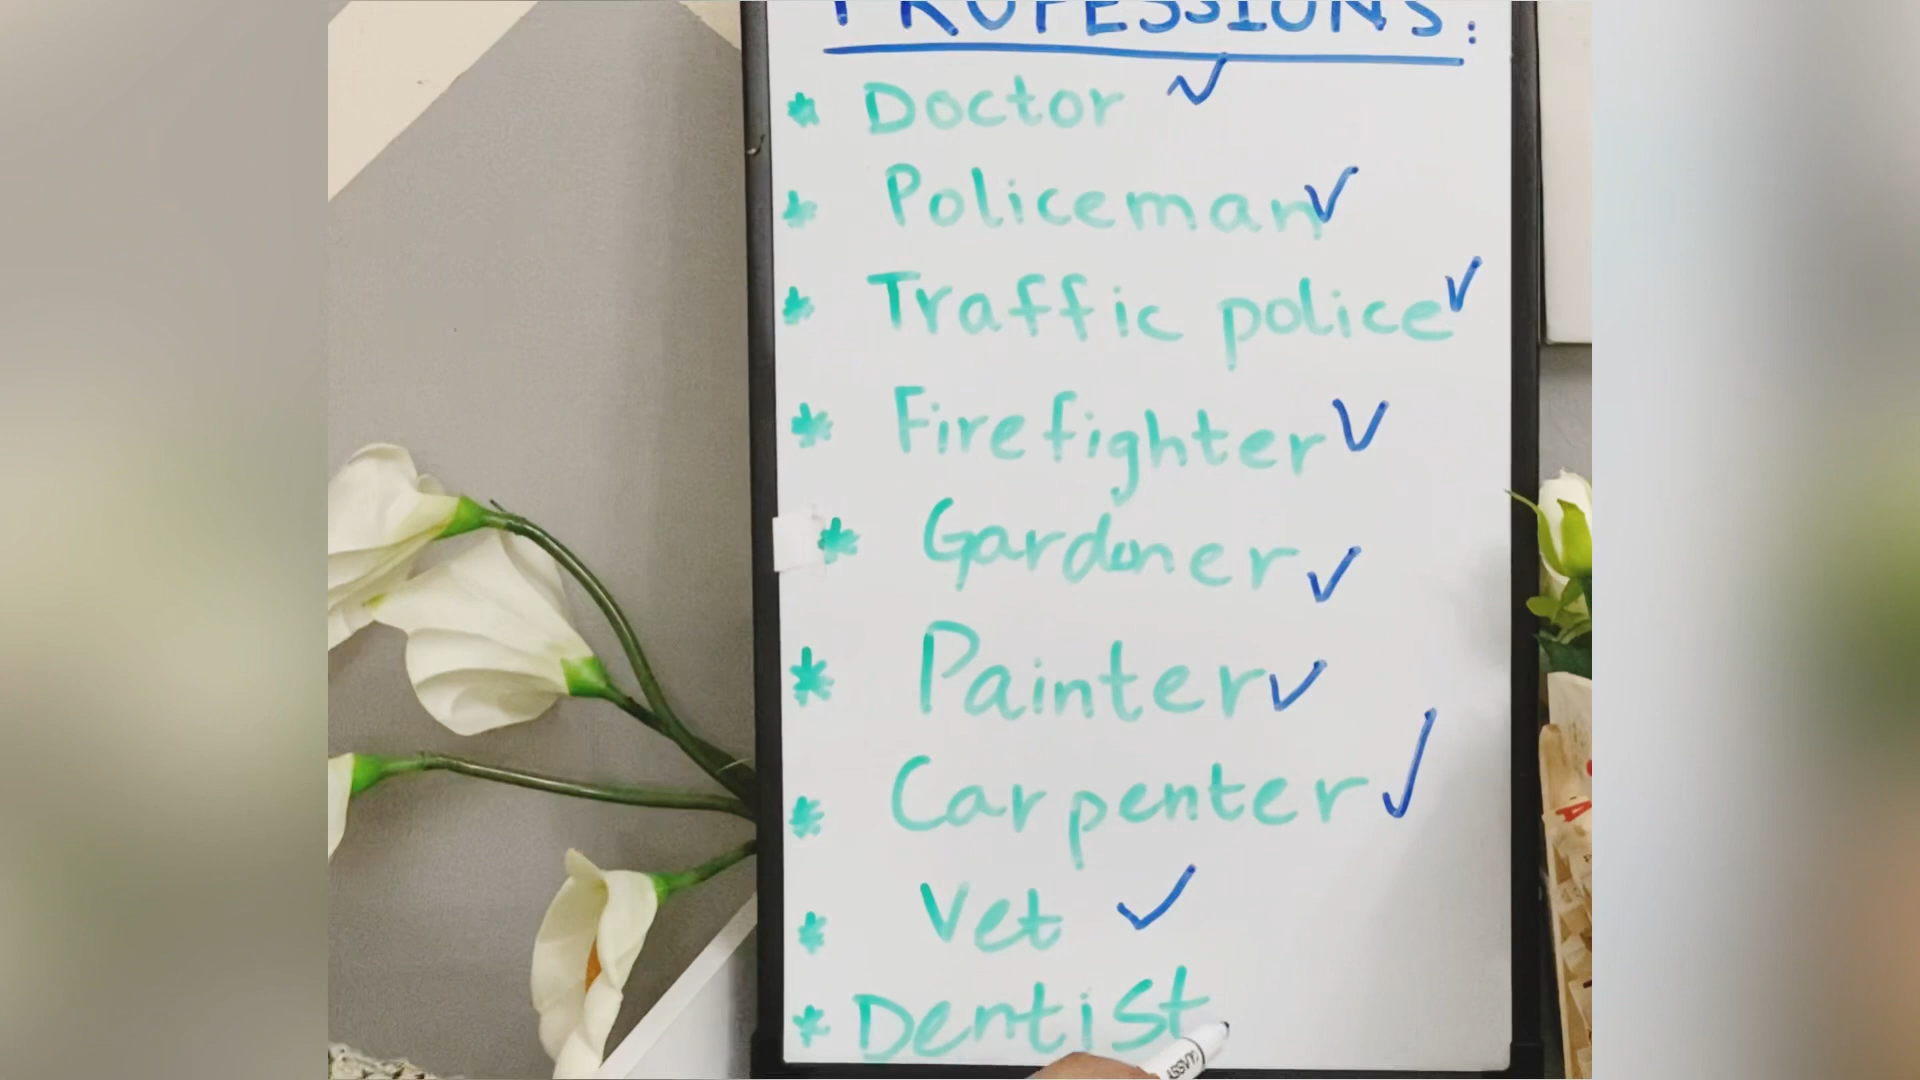 PROFESSIONS:
* Doctor ✓
* Policeman ✓
* Traffic police ✓
* Firefighter ✓
* Gardener ✓
* Painter ✓
* Carpenter ✓
* Vet ✓
* Dentist